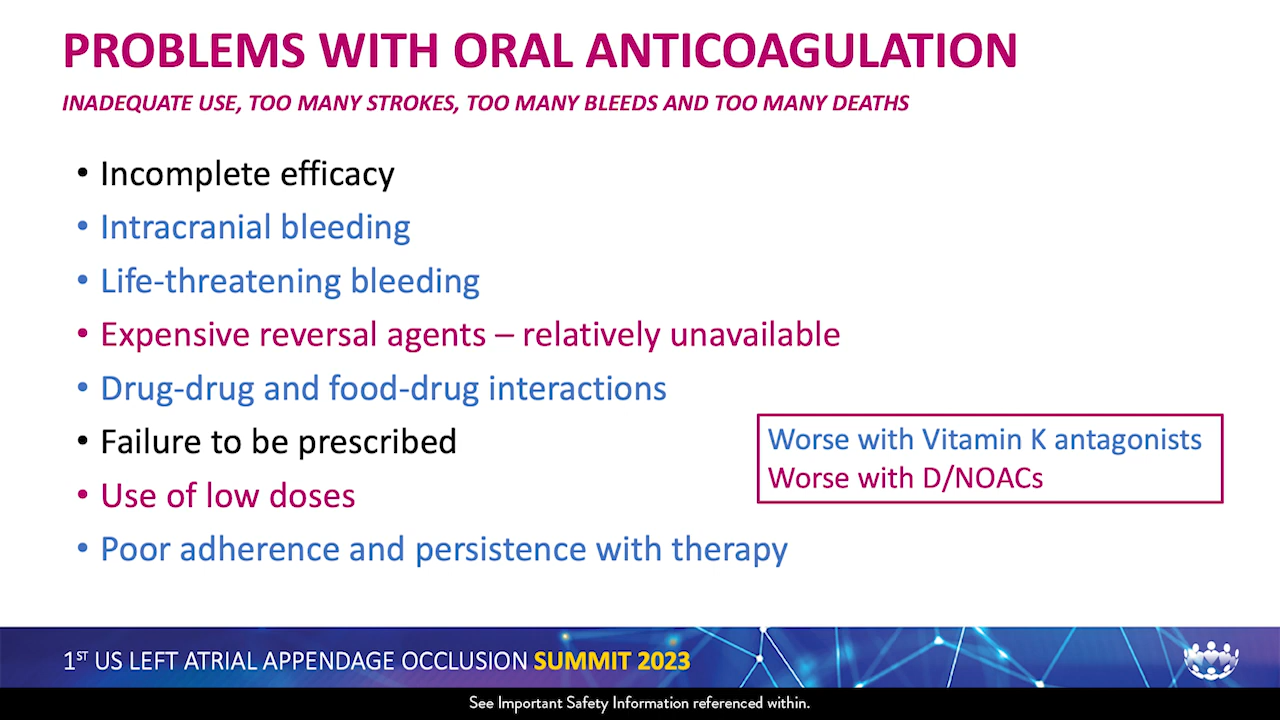 PROBLEMS WITH ORAL ANTICOAGULATION
INADEQUATE USE, TOO MANY STROKES, TOO MANY BLEEDS AND TOO MANY DEATHS
• Incomplete efficacy
• Intracranial bleeding
• Life-threatening bleeding
• Expensive reversal agents – relatively unavailable
• Drug-drug and food-drug interactions
• Failure to be prescribed
• Use of low doses
• Poor adherence and persistence with therapy
Worse with Vitamin K antagonists
Worse with D/NOACs
1ST US LEFT ATRIAL APPENDAGE OCCLUSION SUMMIT 2023
See Important Safety Information referenced within.